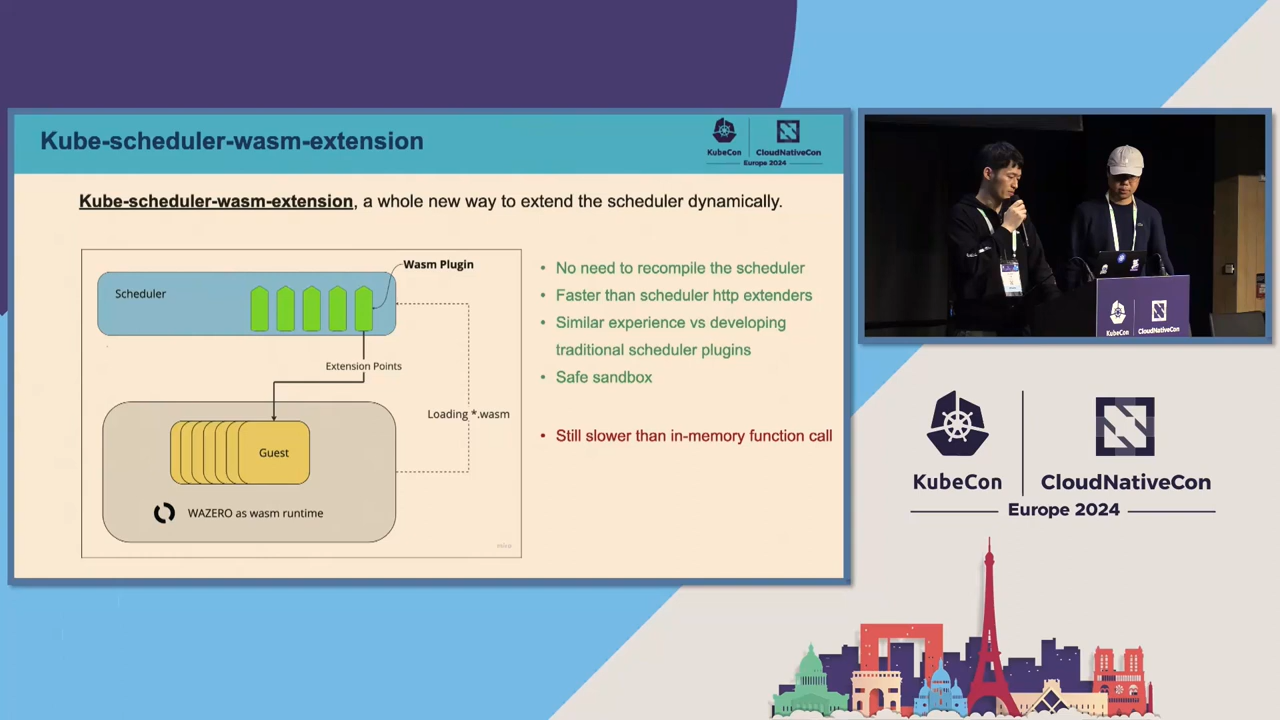 Kube-scheduler-wasm-extension
KubeCon
CloudNativeCon
Europe 2024
Kube-scheduler-wasm-extension, a whole new way to extend the scheduler dynamically.
Scheduler
Wasm Plugin
Extension Points
Loading *.wasm
Guest
WAZERO as wasm runtime
miro
• No need to recompile the scheduler
• Faster than scheduler http extenders
• Similar experience vs developing
traditional scheduler plugins
• Safe sandbox
• Still slower than in-memory function call
KubeCon
CloudNativeCon
KubeCon
CloudNativeCon
Europe 2024